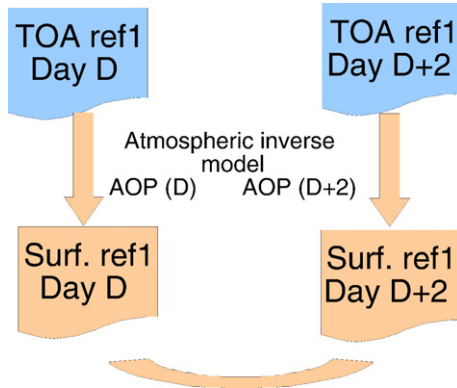 TOA ref1
Day D
TOA ref1
Day D+2
Atmospheric inverse
model
AOP (D) AOP (D+2)
Surf. ref1
Day D
Surf. ref1
Day D+2